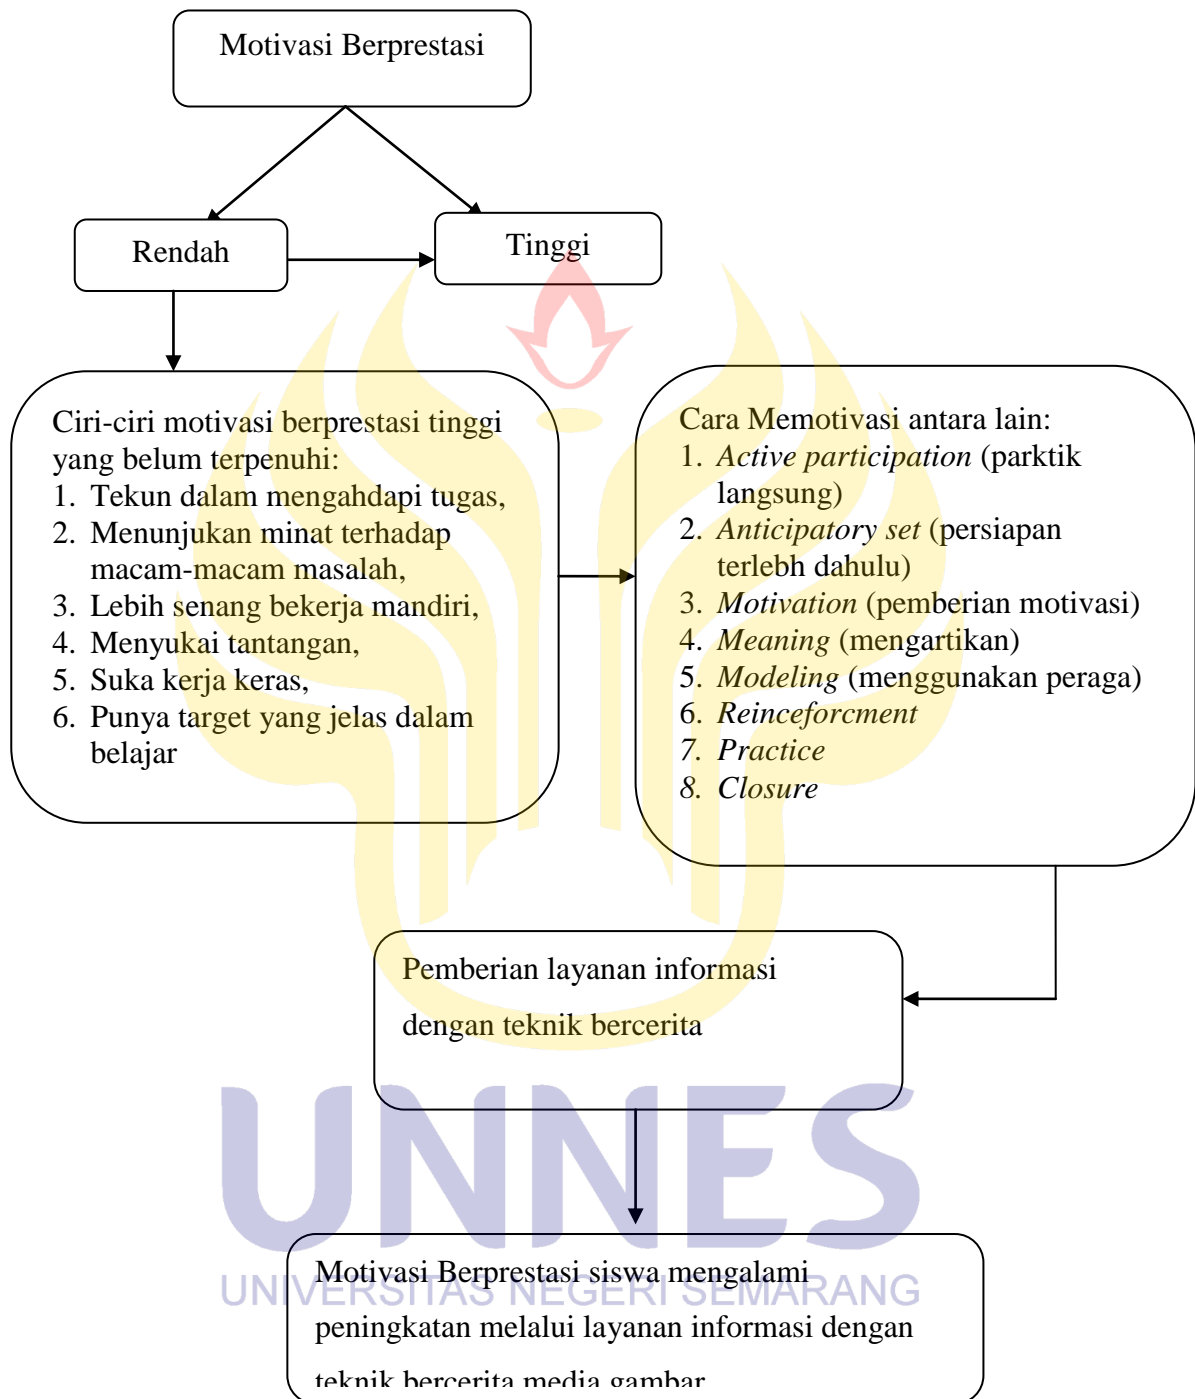 Motivasi Berprestasi
Rendah
Tinggi
Ciri-ciri motivasi berprestasi tinggi
yang belum terpenuhi:
1. Tekun dalam mengahdapi tugas,
2. Menunjukan minat terhadap
macam-macam masalah,
3. Lebih senang bekerja mandiri,
4. Menyukai tantangan,
5. Suka kerja keras,
6. Punya target yang jelas dalam
belajar
Cara Memotivasi antara lain:
1. Active participation (parktik
langsung)
2. Anticipatory set (persiapan
terlebh dahulu)
3. Motivation (pemberian motivasi)
4. Meaning (mengartikan)
5. Modeling (menggunakan peraga)
6. Reinceforcment
7. Practice
8. Closure
Pemberian layanan informasi
dengan teknik bercerita
UNNES
UNIVERSITAS NEGERI SEMARANG
Motivasi Berprestasi siswa mengalami
peningkatan melalui layanan informasi dengan
teknik bercerita media gambar